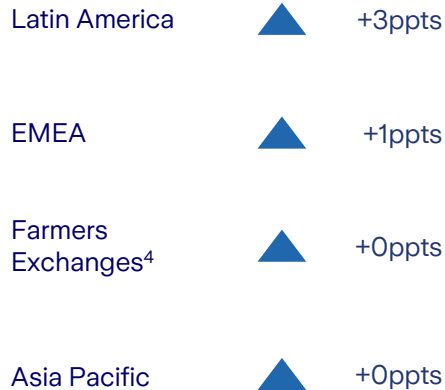 Latin America +3ppts
EMEA +1ppts
Farmers
Exchanges⁴ +0ppts
Asia Pacific +0ppts